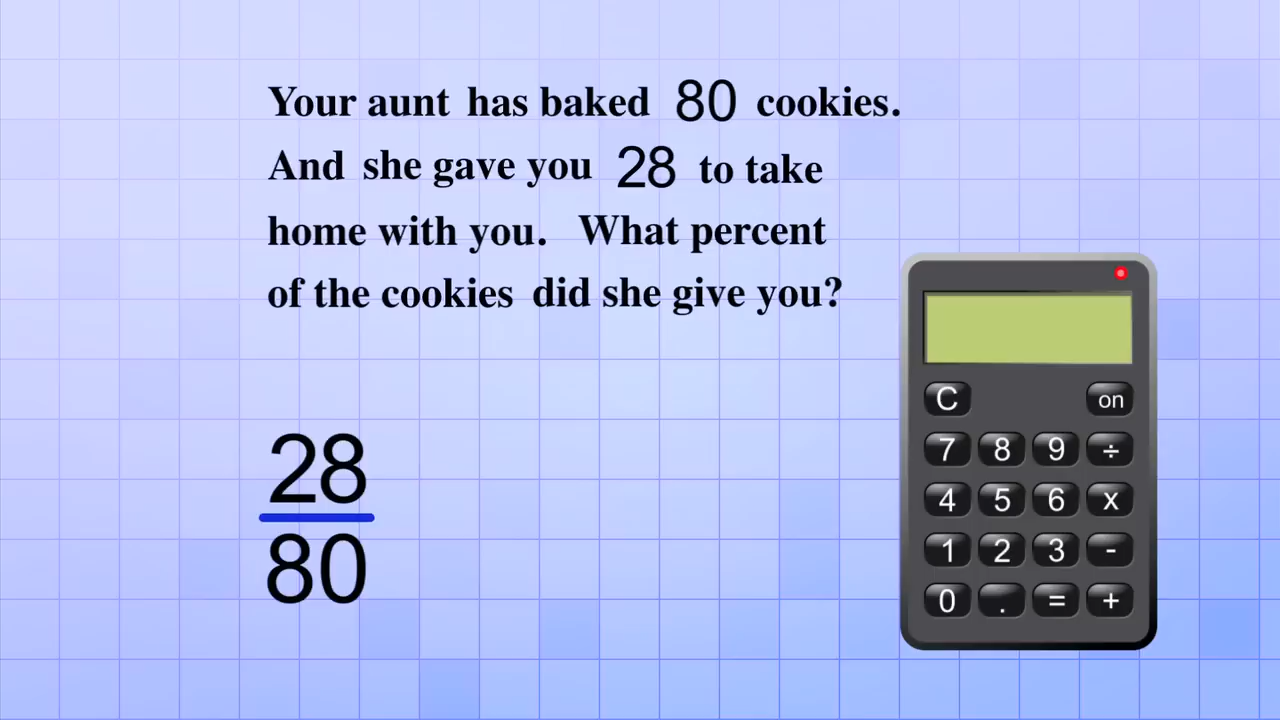 Your aunt has baked 80 cookies.
And she gave you 28 to take
home with you. What percent
of the cookies did she give you?
28
80
C on
7 8 9 ÷
4 5 6 x
1 2 3 -
0 . = +